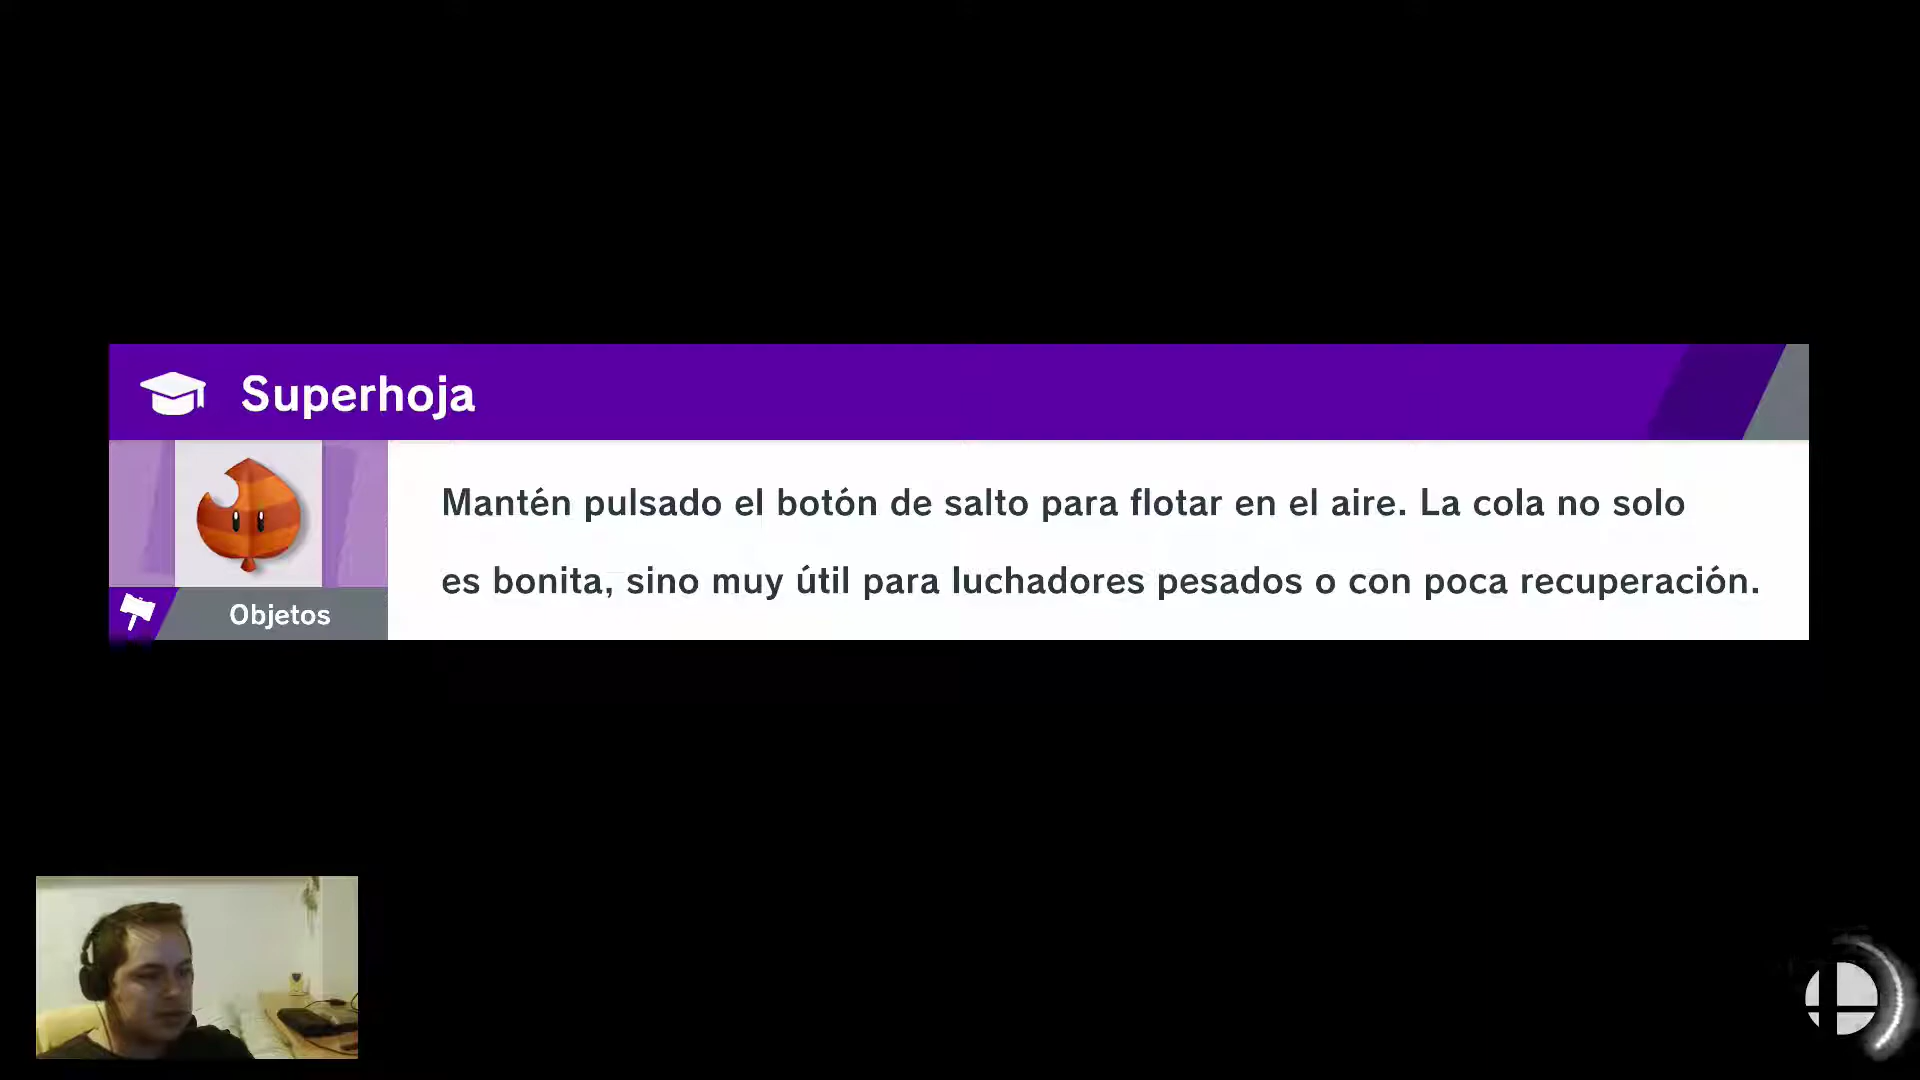 Superhoja
Mantén pulsado el botón de salto para flotar en el aire. La cola no solo
es bonita, sino muy útil para luchadores pesados o con poca recuperación.
Objetos